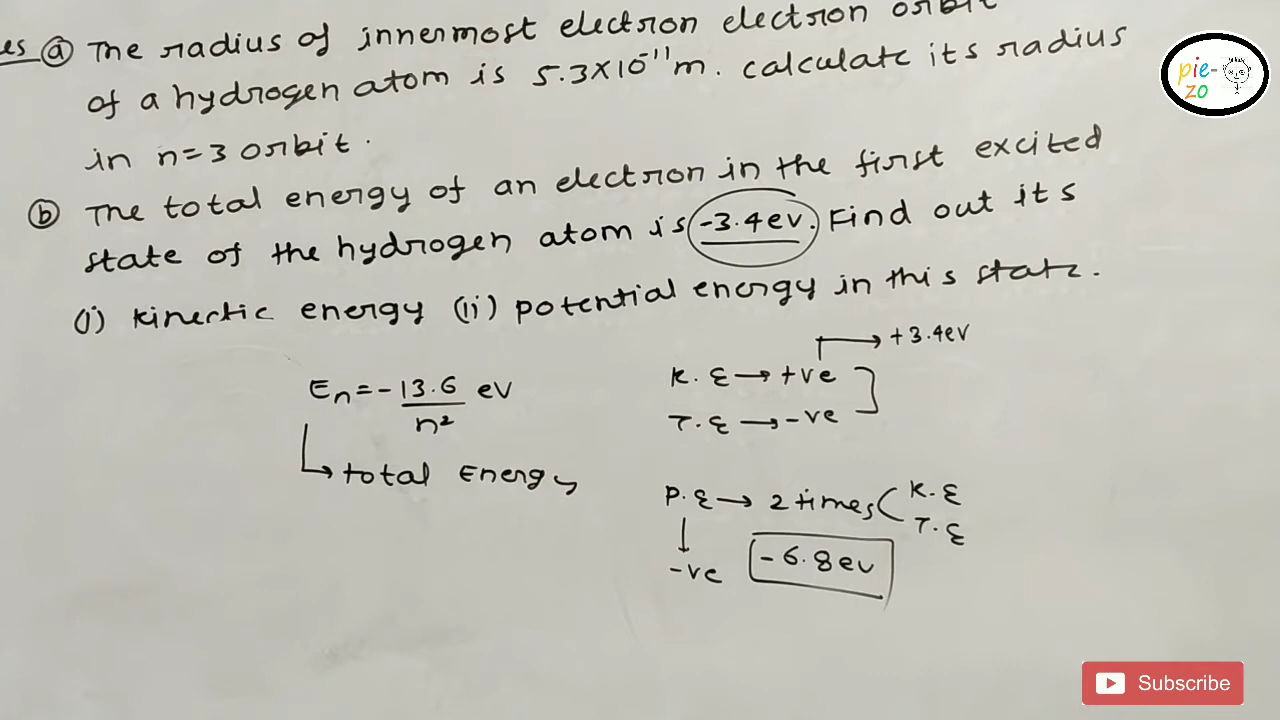 es ⓐ The radius of innermost electron electron orbit
of a hydrogen atom is 5.3×10⁻¹¹m. calculate its radius
in n=3 orbit.
ⓑ The total energy of an electron in the first excited
state of the hydrogen atom is -3.4ev. Find out its
(i) kinectic energy (ii) potential energy in this state.
→ +3.4ev
En = -13.6/n² eV
K.E → +ve
T.E → -ve
→ total Energy
P.E → 2 times ( K.E
T.E
-ve
-6.8ev
pie-
zo
Subscribe